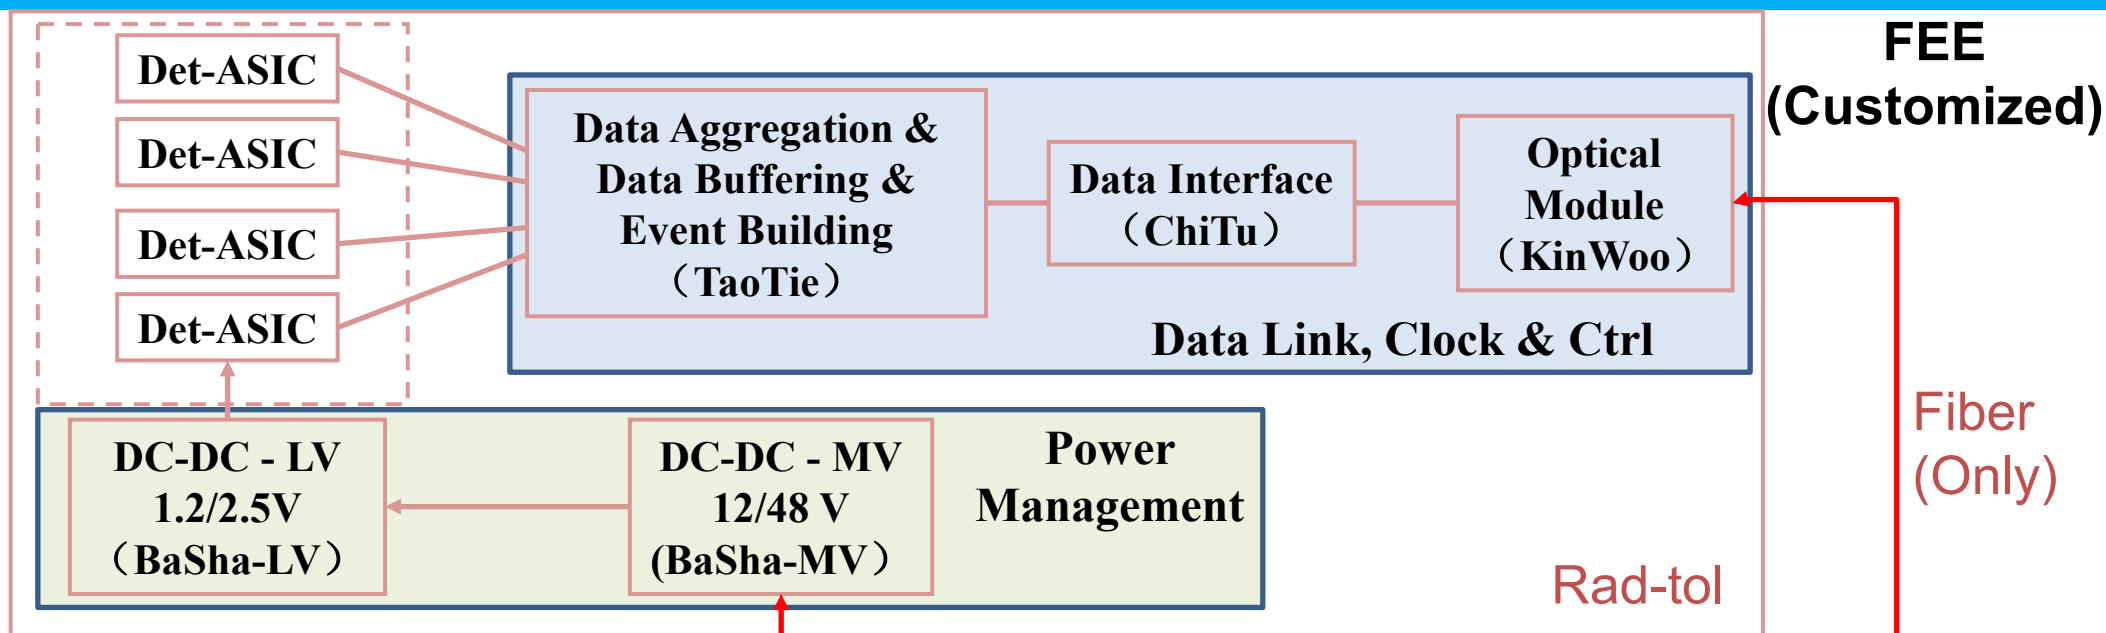 Det-ASIC
Det-ASIC
Det-ASIC
Det-ASIC
Data Aggregation &
Data Buffering &
Event Building
（TaoTie）
Data Interface
（ChiTu）
Optical
Module
（KinWoo）
Data Link, Clock & Ctrl
FEE
(Customized)
DC-DC - LV
1.2/2.5V
（BaSha-LV）
DC-DC - MV
12/48 V
(BaSha-MV）
Power
Management
Rad-tol
Fiber
(Only)